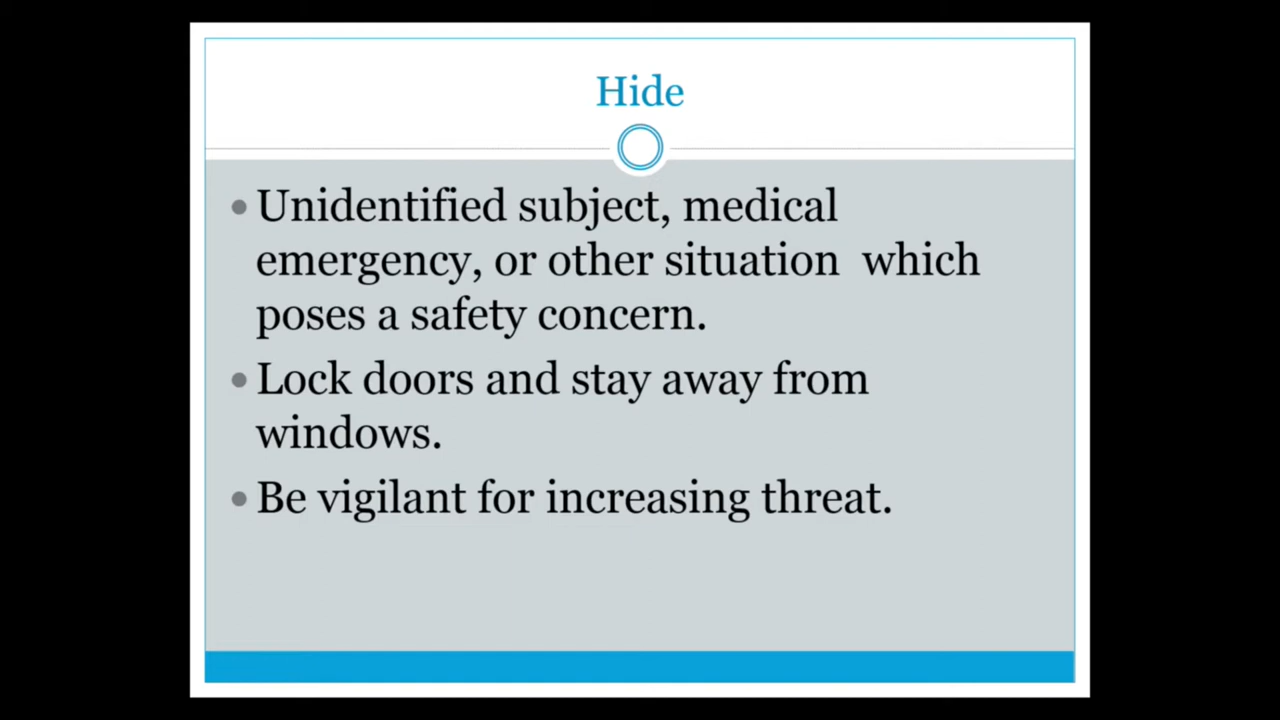 Hide
• Unidentified subject, medical
emergency, or other situation  which
poses a safety concern.
• Lock doors and stay away from
windows.
• Be vigilant for increasing threat.